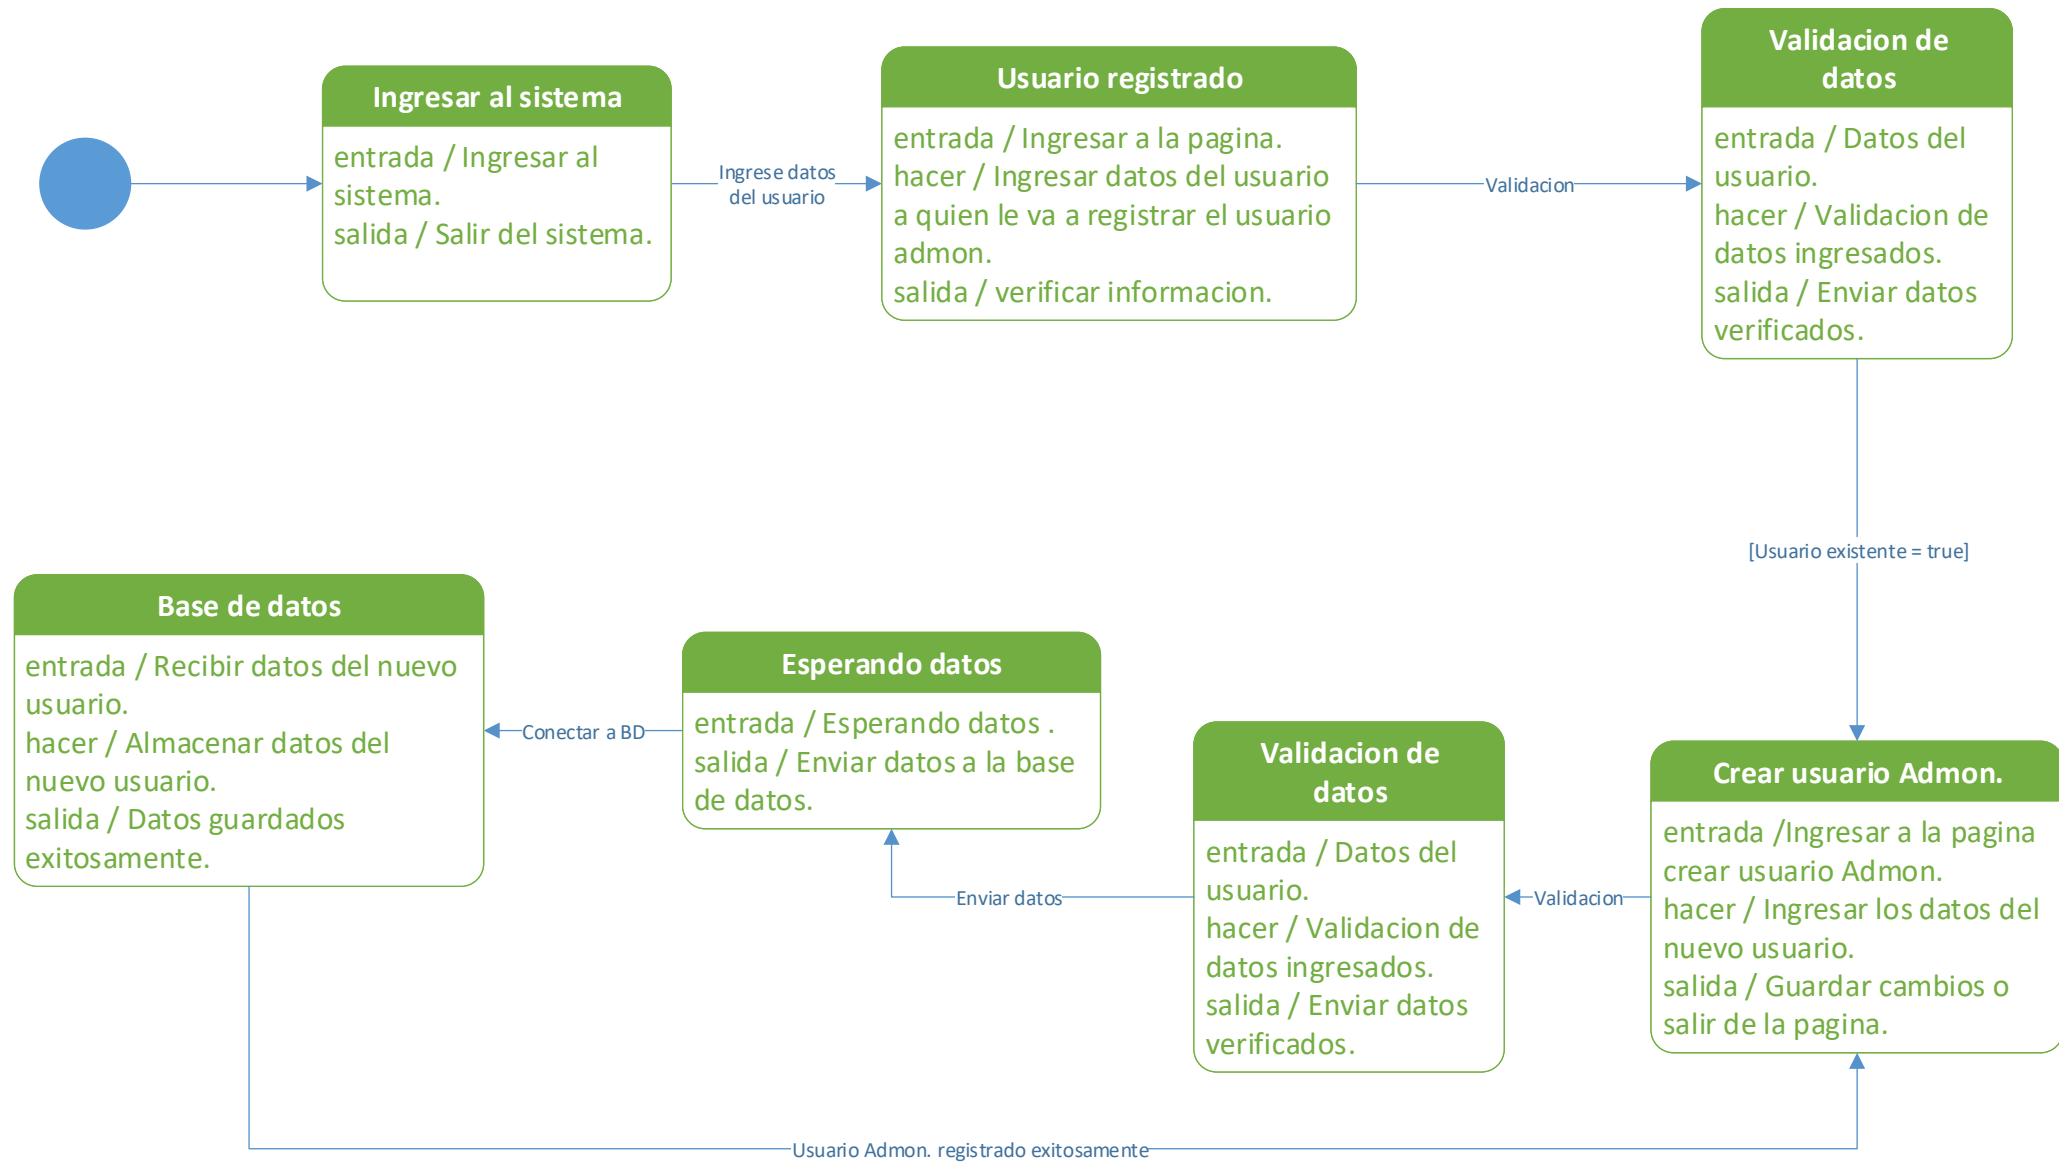 Ingresar al sistema
entrada / Ingresar al
sistema.
salida / Salir del sistema.
Ingrese datos
del usuario
Usuario registrado
entrada / Ingresar a la pagina.
hacer / Ingresar datos del usuario
a quien le va a registrar el usuario
admon.
salida / verificar informacion.
Validacion
Validacion de
datos
entrada / Datos del
usuario.
hacer / Validacion de
datos ingresados.
salida / Enviar datos
verificados.
[Usuario existente = true]
Crear usuario Admon.
entrada /Ingresar a la pagina
crear usuario Admon.
hacer / Ingresar los datos del
nuevo usuario.
salida / Guardar cambios o
salir de la pagina.
Validacion
Validacion de
datos
entrada / Datos del
usuario.
hacer / Validacion de
datos ingresados.
salida / Enviar datos
verificados.
Enviar datos
Esperando datos
entrada / Esperando datos .
salida / Enviar datos a la base
de datos.
Conectar a BD
Base de datos
entrada / Recibir datos del nuevo
usuario.
hacer / Almacenar datos del
nuevo usuario.
salida / Datos guardados
exitosamente.
Usuario Admon. registrado exitosamente